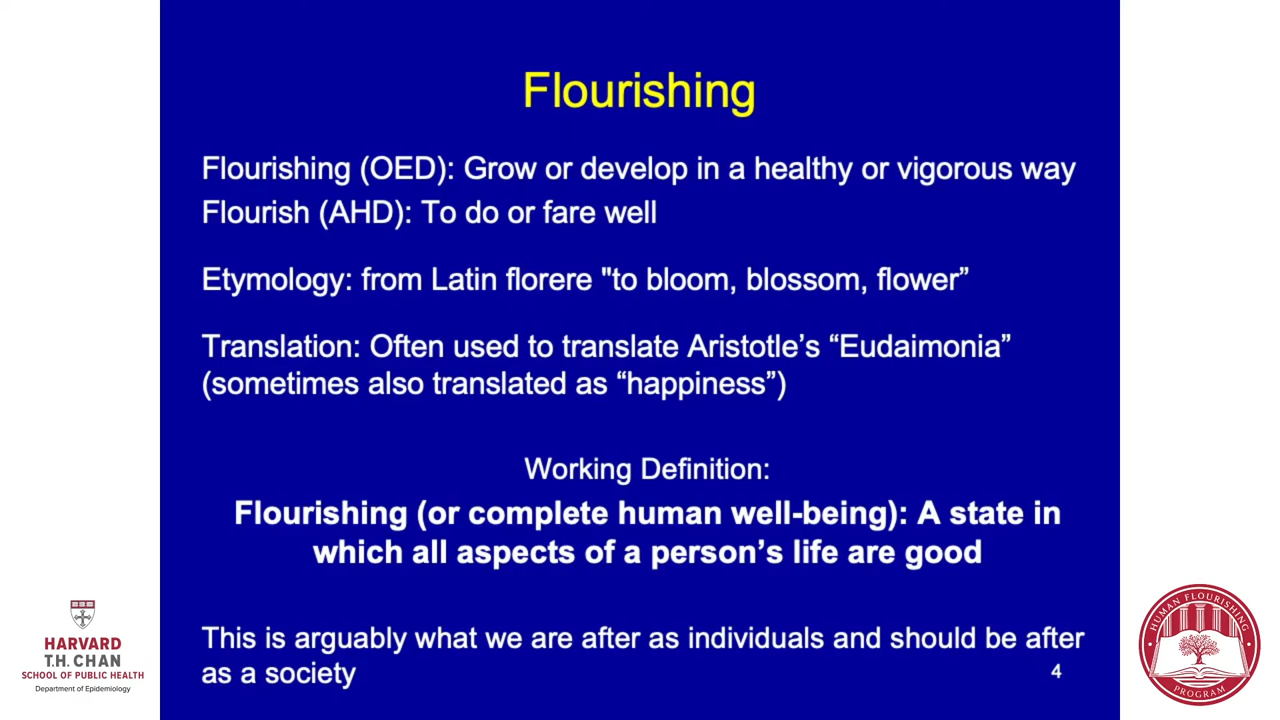 Flourishing
Flourishing (OED): Grow or develop in a healthy or vigorous way
Flourish (AHD): To do or fare well
Etymology: from Latin florere "to bloom, blossom, flower”
Translation: Often used to translate Aristotle’s “Eudaimonia”
(sometimes also translated as “happiness”)
Working Definition:
Flourishing (or complete human well-being): A state in
which all aspects of a person’s life are good
This is arguably what we are after as individuals and should be after
as a society
4
HARVARD
T.H. CHAN
SCHOOL OF PUBLIC HEALTH
Department of Epidemiology
HUMAN FLOURISHING
PROGRAM